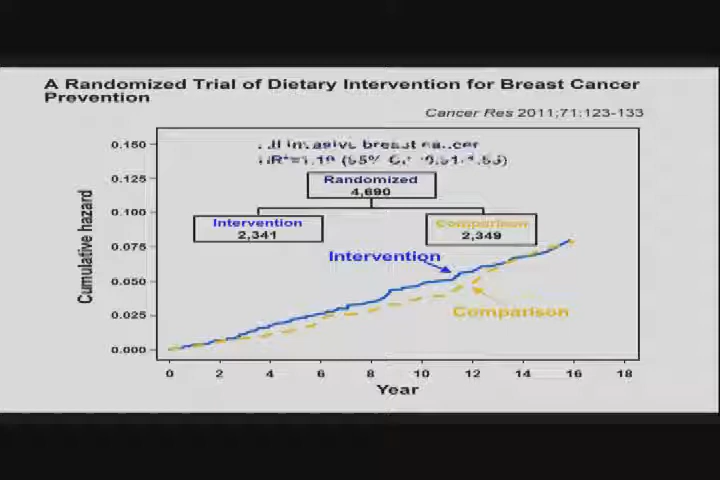 A Randomized Trial of Dietary Intervention for Breast Cancer
Prevention
Cancer Res 2011;71:123-133
invasive breast
Randomized
4,690
Intervention
2,341
Comparison
2,349
Intervention
Comparison
Cumulative hazard
0.150
0.125
0.100
0.075
0.050
0.025
0.000
0 2 4 6 8 10 12 14 16 18
Year